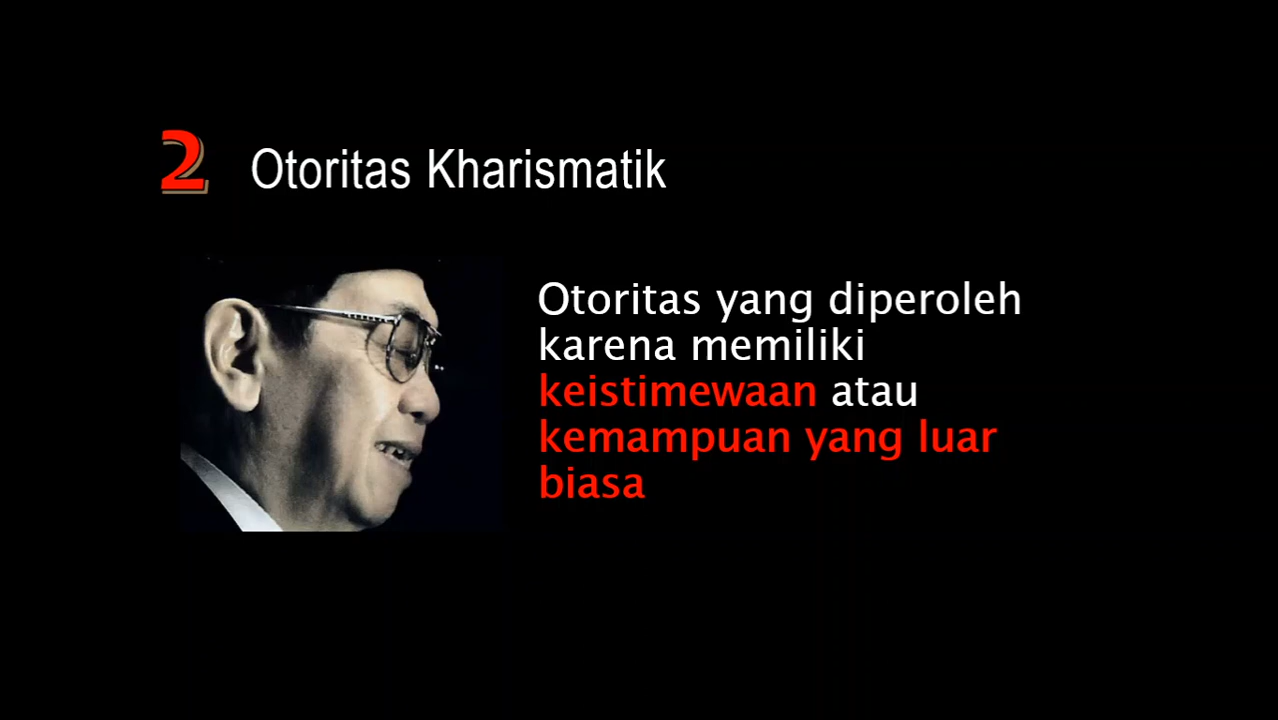 2 Otoritas Kharismatik
Otoritas yang diperoleh
karena memiliki
keistimewaan atau
kemampuan yang luar
biasa